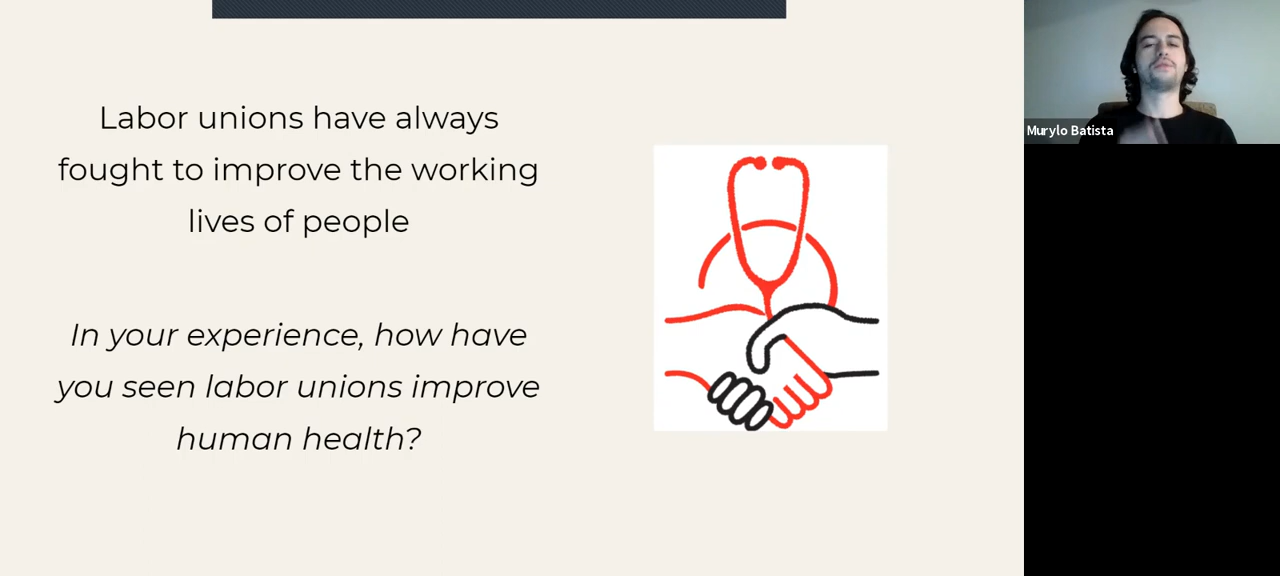 Labor unions have always
fought to improve the working
lives of people
In your experience, how have
you seen labor unions improve
human health?
Murylo Batista